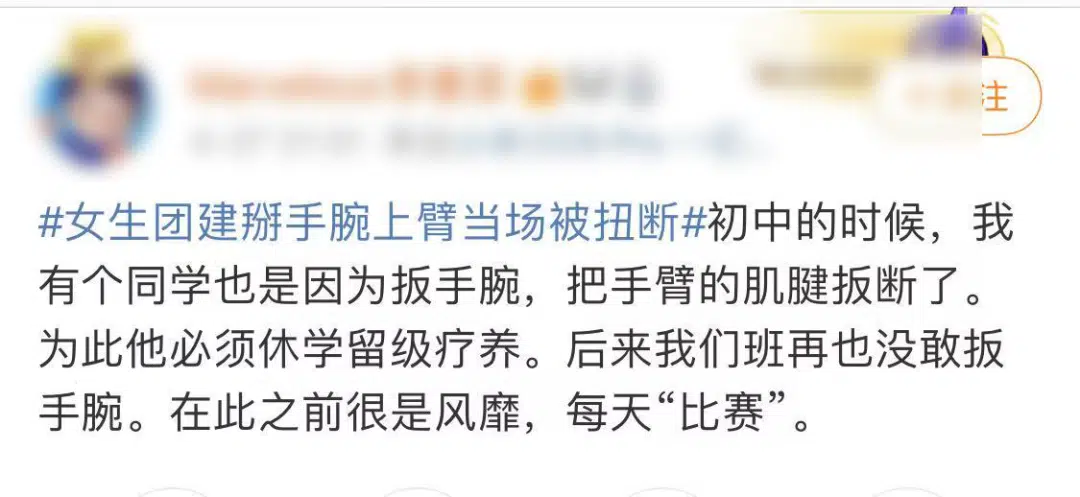 注
#女生团建掰手腕上臂当场被扭断#初中的时候，我
有个同学也是因为扳手腕，把手臂的肌腱扳断了。
为此他必须休学留级疗养。后来我们班再也没敢扳
手腕。在此之前很是风靡，每天“比赛”。